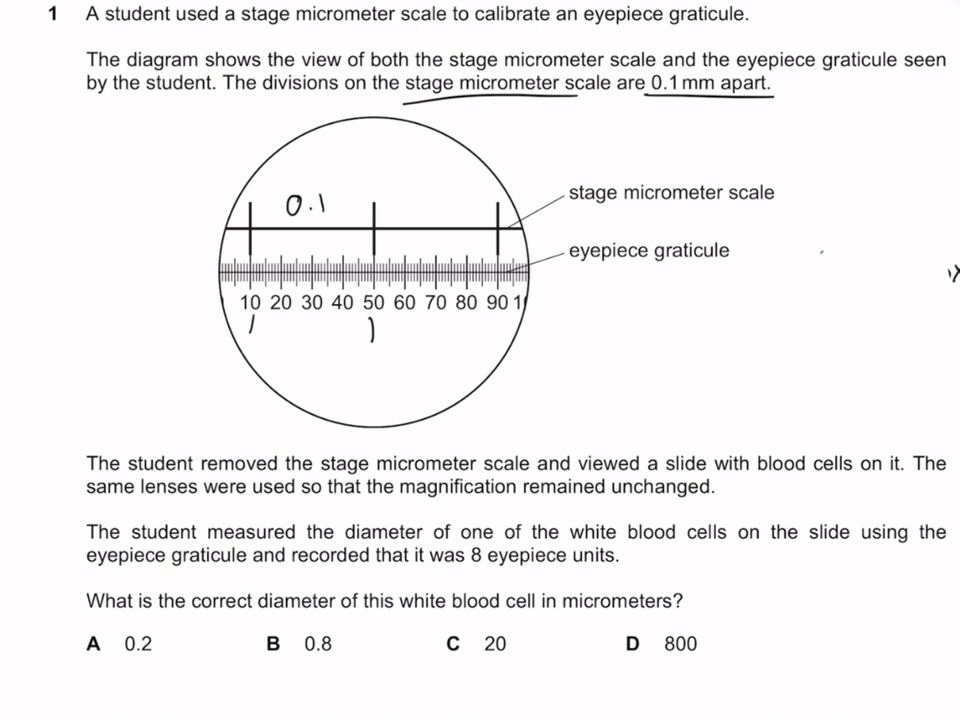 1 A student used a stage micrometer scale to calibrate an eyepiece graticule.
The diagram shows the view of both the stage micrometer scale and the eyepiece graticule seen
by the student. The divisions on the stage micrometer scale are 0.1 mm apart.
0.1
stage micrometer scale
eyepiece graticule
10 20 30 40 50 60 70 80 90 1
The student removed the stage micrometer scale and viewed a slide with blood cells on it. The
same lenses were used so that the magnification remained unchanged.
The student measured the diameter of one of the white blood cells on the slide using the
eyepiece graticule and recorded that it was 8 eyepiece units.
What is the correct diameter of this white blood cell in micrometers?
A 0.2 B 0.8 C 20 D 800